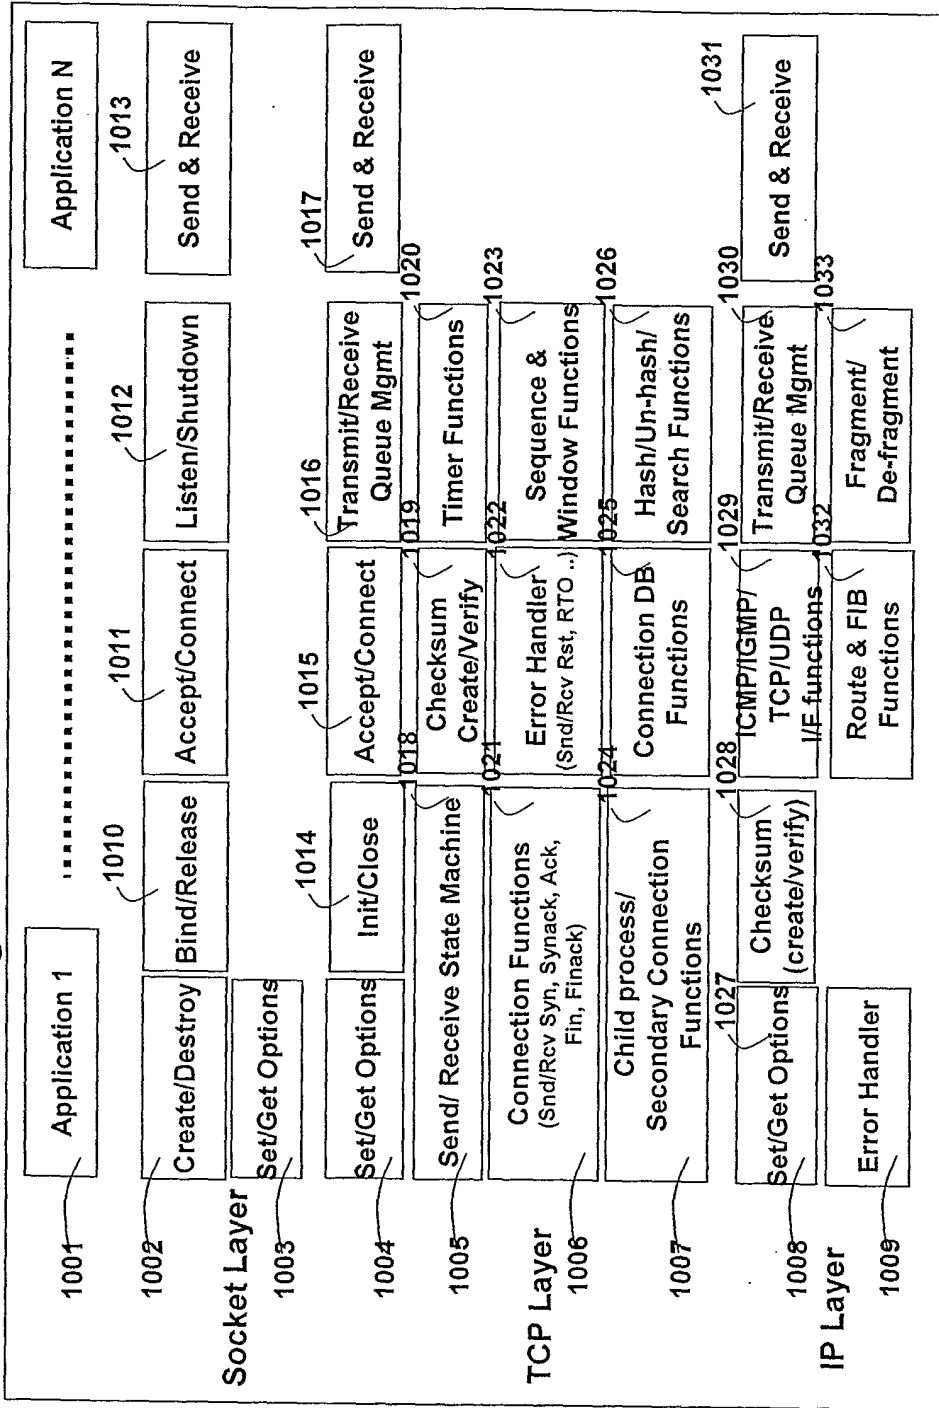 Application 1
Application N
1001
1010
1011
1012
1013
1002
Create/Destroy
Bind/Release
Accept/Connect
Listen/Shutdown
Send & Receive
Socket Layer
Set/Get Options
1003
1014
1015
1016
1017
1004
Set/Get Options
Init/Close
Accept/Connect
Transmit/Receive
Queue Mgmt
Send & Receive
1018
1019
1020
1005
Send/ Receive State Machine
Checksum
Create/Verify
Timer Functions
1021
1022
1023
TCP Layer
1006
Connection Functions
(Snd/Rcv Syn, Synack, Ack,
Fin, Finack)
Error Handler
(Snd/Rcv Rst, RTO ..)
Sequence &
Window Functions
1024
1025
1026
1007
Child process/
Secondary Connection
Functions
Connection DB
Functions
Hash/Un-hash/
Search Functions
1027
1028
1029
1030
1031
1008
Set/Get Options
Checksum
(create/verify)
ICMP/IGMP/
TCP/UDP
I/F functions
Transmit/Receive
Queue Mgmt
Send & Receive
IP Layer
1032
1033
1009
Error Handler
Route & FIB
Functions
Fragment/
De-fragment